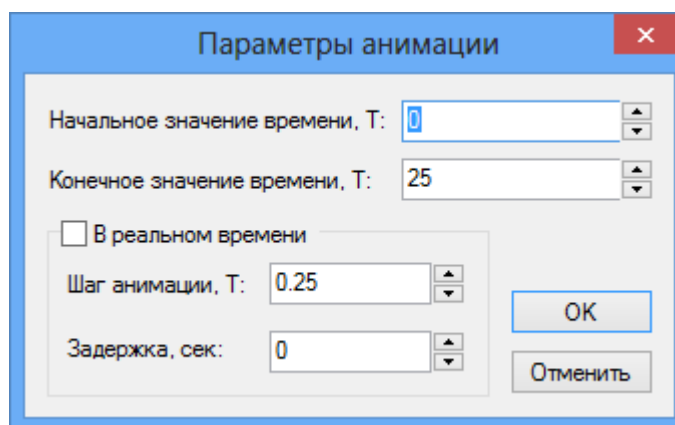 Параметры анимации
Начальное значение времени, Т: 0
Конечное значение времени, Т: 25
В реальном времени
Шаг анимации, Т: 0.25
Задержка, сек: 0
OK
Отменить